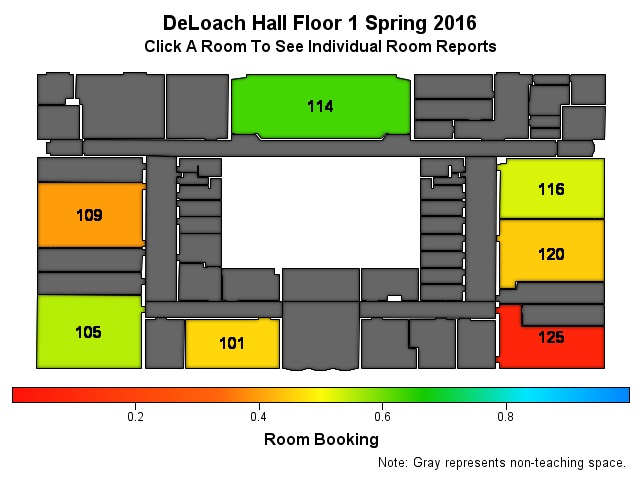 DeLoach Hall Floor 1 Spring 2016
Click A Room To See Individual Room Reports
114
116
109
120
105
101
125
0.2 0.4 0.6 0.8
Room Booking
Note: Gray represents non-teaching space.